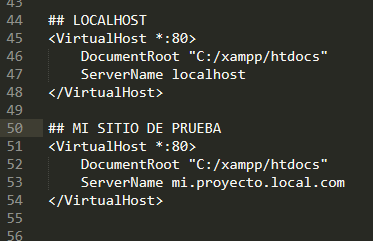 43
44 ## LOCALHOST
45 <VirtualHost *:80>
46     DocumentRoot "C:/xampp/htdocs"
47     ServerName localhost
48 </VirtualHost>
49
50 ## MI SITIO DE PRUEBA
51 <VirtualHost *:80>
52     DocumentRoot "C:/xampp/htdocs"
53     ServerName mi.proyecto.local.com
54 </VirtualHost>
55
56